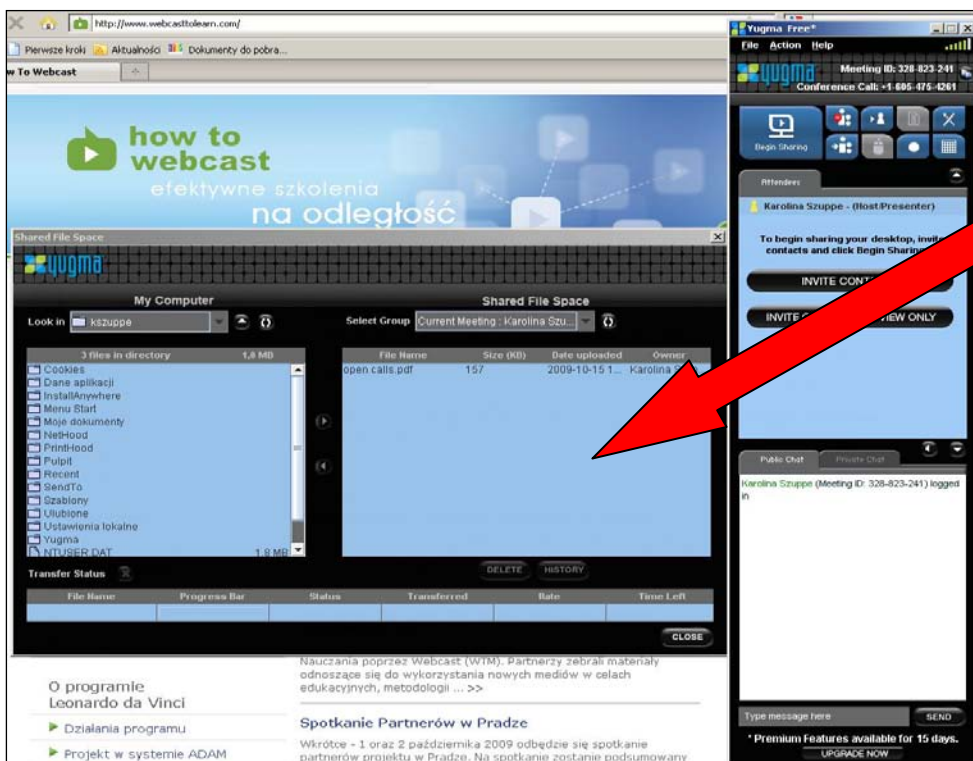 http://www.webcasttolearn.com/
Pierwsze kroki Aktualności Dokumenty do pobra...
w To Webcast
how to
webcast
efektywne szkolenia
na odległość
Shared File Space
yugma
My Computer
Look in kszuppe
3 files in directory 1,8 MB
Cookies
Dane aplikacji
InstallAnywhere
Menu Start
Moje dokumenty
NetHood
PrintHood
Pulpit
Recent
SendTo
Szablony
Ulubione
Ustawienia lokalne
Yugma
NTUSER.DAT 1,8 MB
Shared File Space
Select Group Current Meeting : Karolina Szu...
File Name Size (KB) Date uploaded Owner
open calls.pdf 157 2009-10-15 1... Karolina
DELETE HISTORY
Transfer Status
File Name Progress Bar Status Transferred Rate Time Left
CLOSE
O programie
Leonardo da Vinci
Działania programu
Projekt w systemie ADAM
Nauczania poprzez Webcast (WTM). Partnerzy zebrali materiały
odnoszące się do wykorzystania nowych mediów w celach
edukacyjnych, metodologii ... >>
Spotkanie Partnerów w Pradze
Wkrótce - 1 oraz 2 października 2009 odbędzie się spotkanie
partnerów projektu w Pradze. Na spotkanie zostanie podsumowany
Yugma Free*
File Action Help
yugma
Meeting ID: 328-823-241
Conference Call: +1-605-475-4261
Begin Sharing
Attendees
Karolina Szuppe - (Host/Presenter)
To begin sharing your desktop, invite
contacts and click Begin Sharing
INVITE
INVITE VIEW ONLY
Public Chat Private Chat
Karolina Szuppe (Meeting ID: 328-823-241) logged
in
Type message here SEND
* Premium Features available for 15 days.
UPGRADE NOW